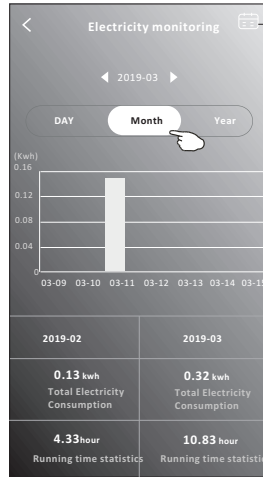 Electricity monitoring
2019-03
DAY Month Year
(Kwh)
0.16
0.12
0.08
0.04
0
03-09 03-10 03-11 03-12 03-13 03-14 03-15
2019-02 2019-03
0.13 kwh 0.32 kwh
Total Electricity Total Electricity
Consumption Consumption
4.33hour 10.83 hour
Running time statistics Running time statistic